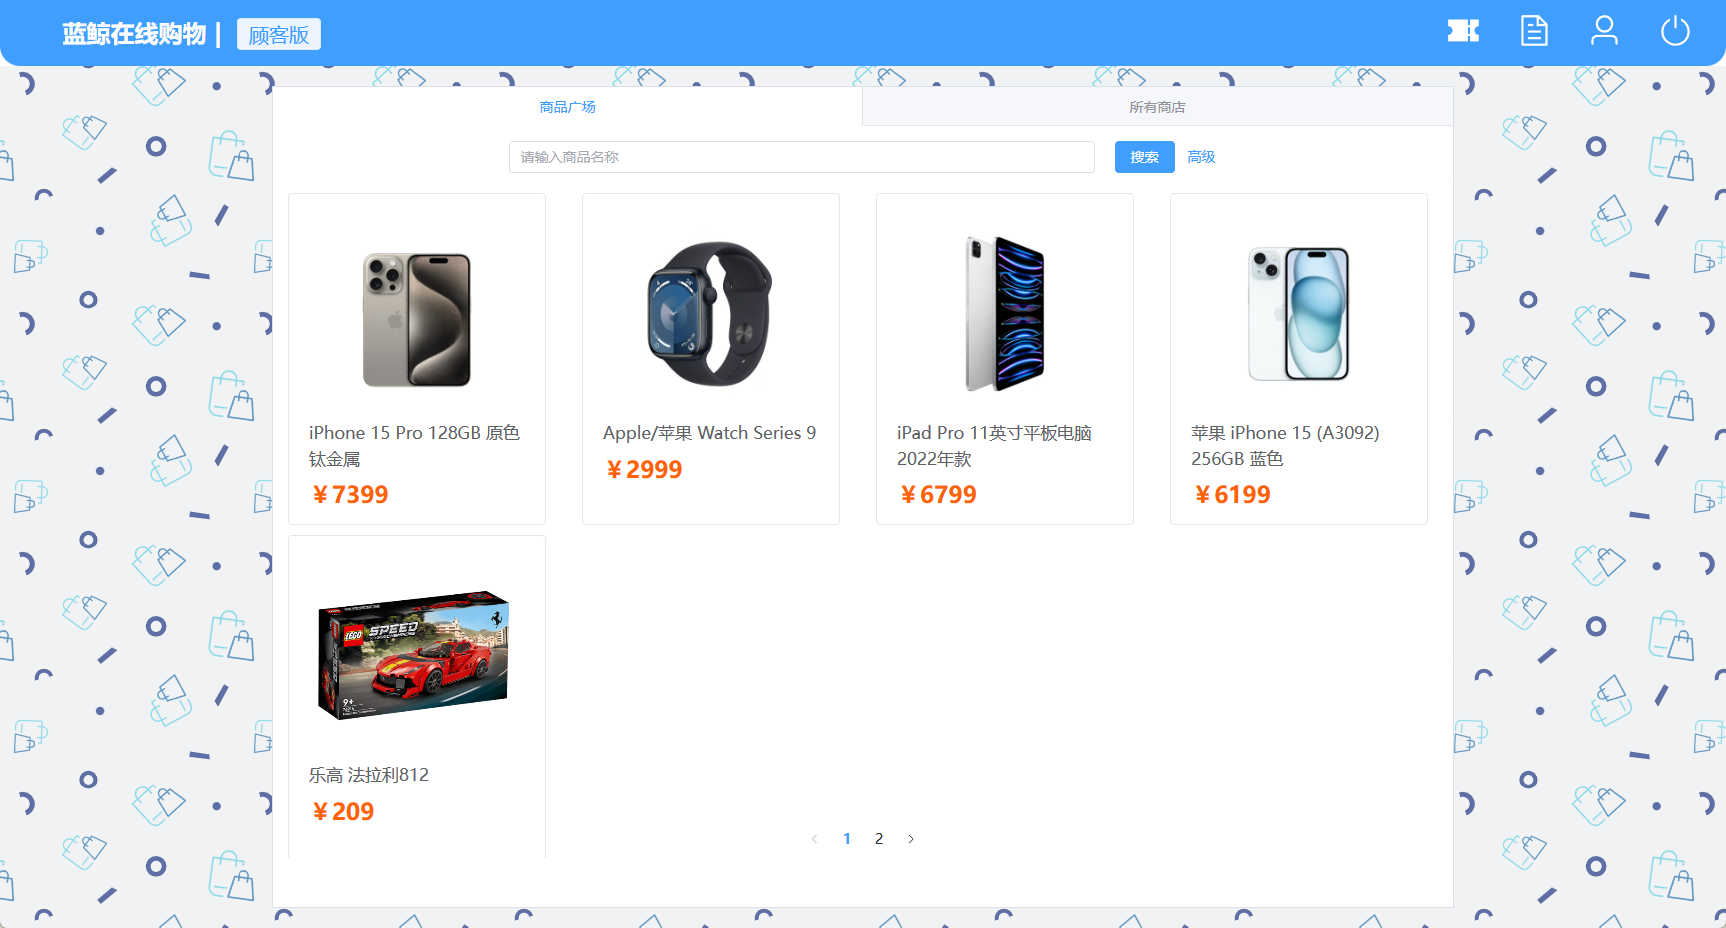 蓝鲸在线购物 | 顾客版
商品广场
所有商店
请输入商品名称
搜索
高级
iPhone 15 Pro 128GB 原色
钛金属
￥7399
Apple/苹果 Watch Series 9
￥2999
iPad Pro 11英寸平板电脑
2022年款
￥6799
苹果 iPhone 15 (A3092)
256GB 蓝色
￥6199
LEGO
SPEED
CHAMPIONS
9+
乐高 法拉利812
￥209
1
2